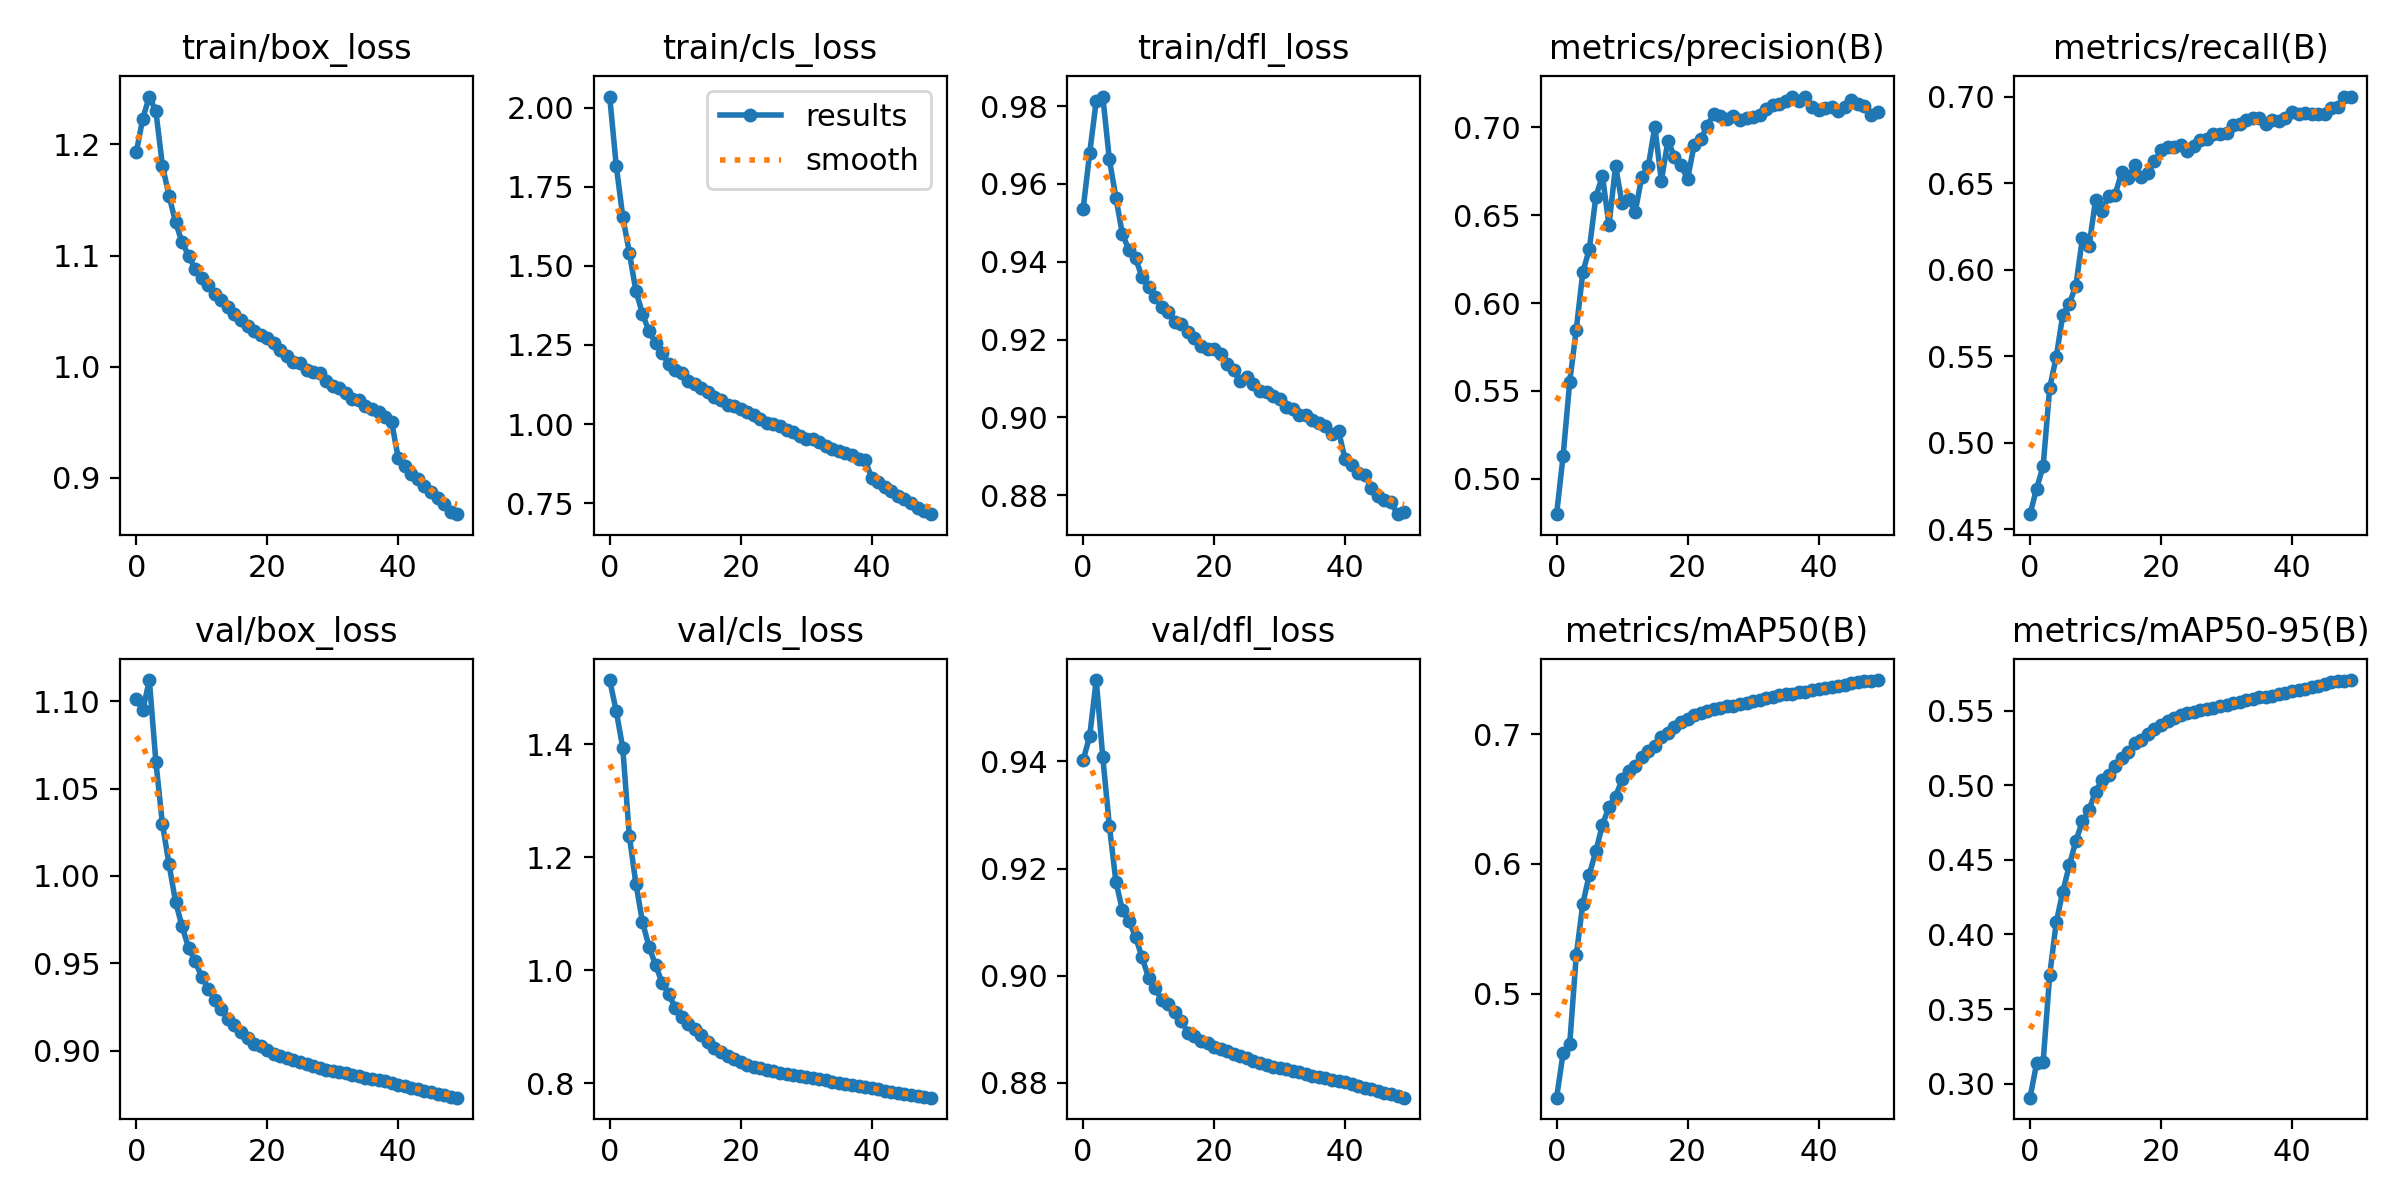 train/box_loss
1.2
1.1
1.0
0.9
0 20 40
train/cls_loss
results
smooth
2.00
1.75
1.50
1.25
1.00
0.75
0 20 40
train/dfl_loss
0.98
0.96
0.94
0.92
0.90
0.88
0 20 40
metrics/precision(B)
0.70
0.65
0.60
0.55
0.50
0 20 40
metrics/recall(B)
0.70
0.65
0.60
0.55
0.50
0.45
0 20 40
val/box_loss
1.10
1.05
1.00
0.95
0.90
0 20 40
val/cls_loss
1.4
1.2
1.0
0.8
0 20 40
val/dfl_loss
0.94
0.92
0.90
0.88
0 20 40
metrics/mAP50(B)
0.7
0.6
0.5
0 20 40
metrics/mAP50-95(B)
0.55
0.50
0.45
0.40
0.35
0.30
0 20 40